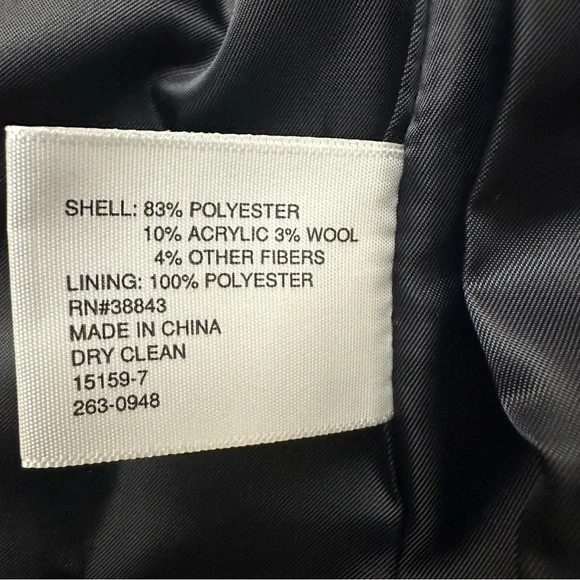 SHELL: 83% POLYESTER
10% ACRYLIC 3% WOOL
4% OTHER FIBERS
LINING: 100% POLYESTER
RN#38843
MADE IN CHINA
DRY CLEAN
15159-7
263-0948